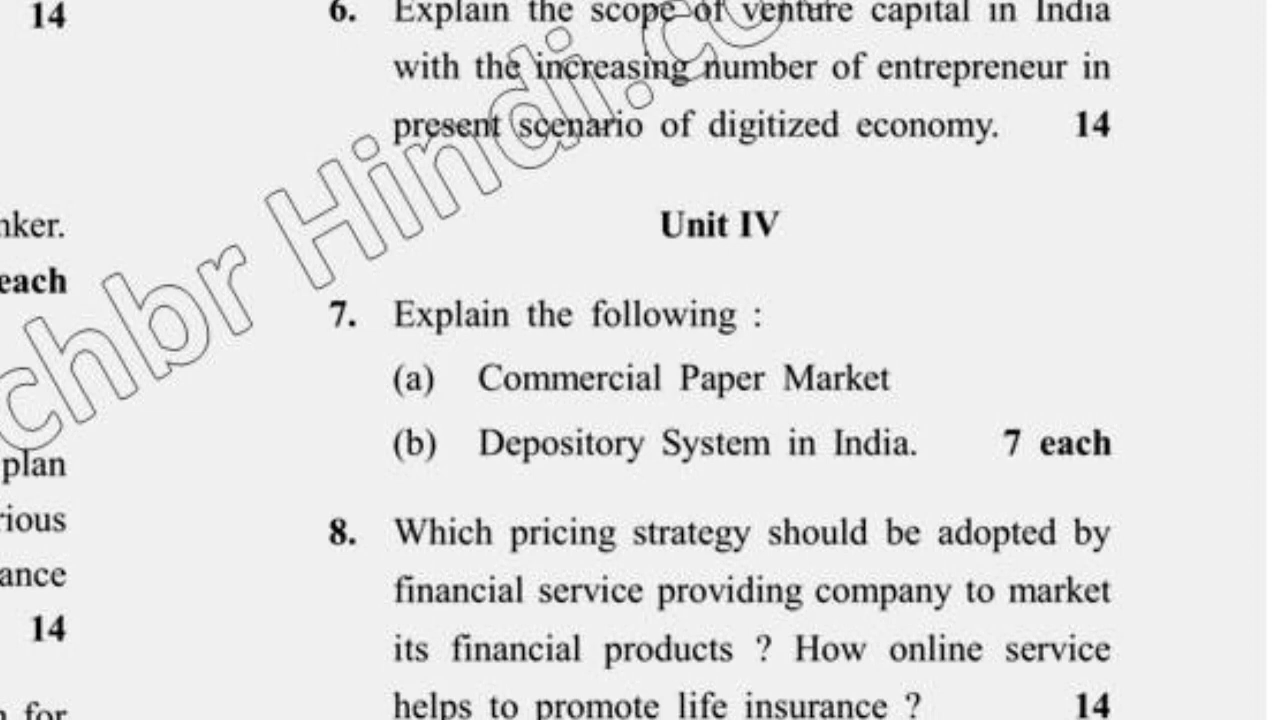 14
nker.
each
plan
rious
ance
14
n for
6. Explain the scope of venture capital in India
with the increasing number of entrepreneur in
present scenario of digitized economy. 14
Unit IV
7. Explain the following :
(a) Commercial Paper Market
(b) Depository System in India. 7 each
8. Which pricing strategy should be adopted by
financial service providing company to market
its financial products ? How online service
helps to promote life insurance ? 14
chbr Hindi.co